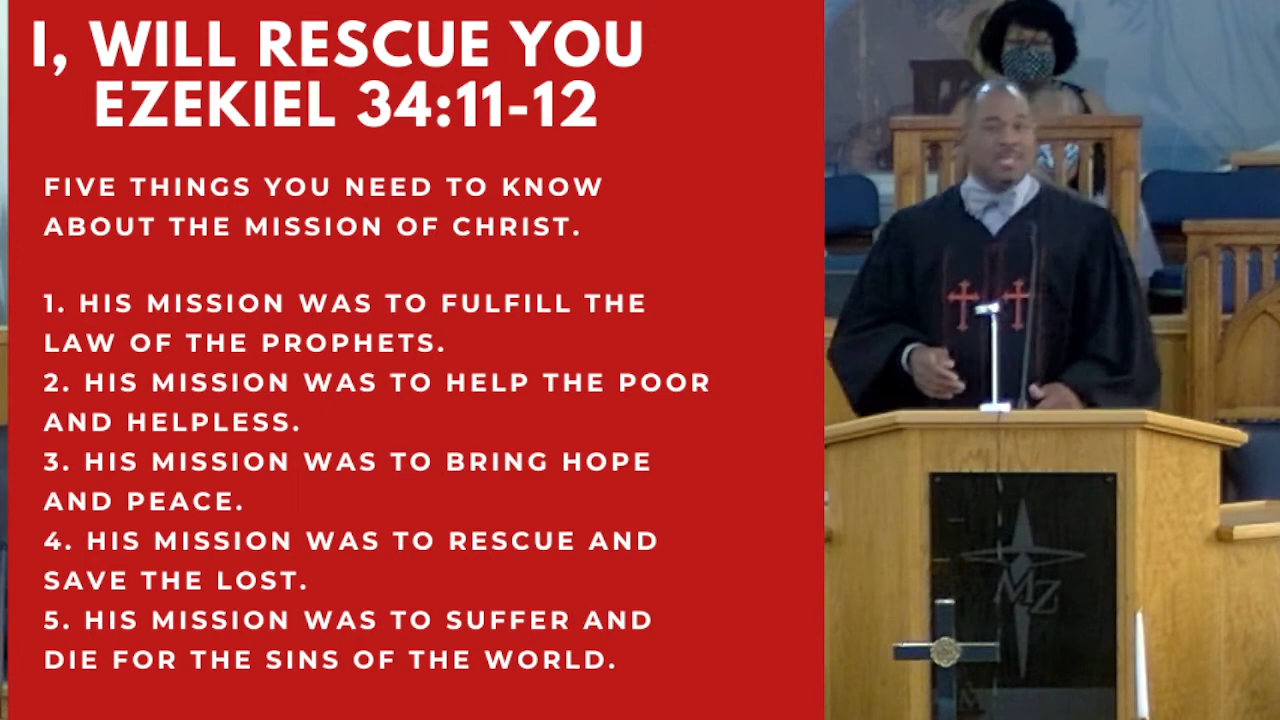 I, WILL RESCUE YOU
EZEKIEL 34:11-12
FIVE THINGS YOU NEED TO KNOW
ABOUT THE MISSION OF CHRIST.
1. HIS MISSION WAS TO FULFILL THE
LAW OF THE PROPHETS.
2. HIS MISSION WAS TO HELP THE POOR
AND HELPLESS.
3. HIS MISSION WAS TO BRING HOPE
AND PEACE.
4. HIS MISSION WAS TO RESCUE AND
SAVE THE LOST.
5. HIS MISSION WAS TO SUFFER AND
DIE FOR THE SINS OF THE WORLD.
MZ